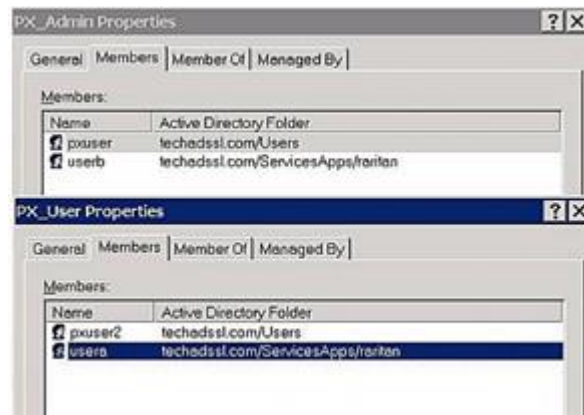 PX_Admin Properties
General Members Member Of Managed By
Members:
Name Active Directory Folder
pxuser techadssl.com/Users
userb techadssl.com/ServicesApps/raritan
PX_User Properties
General Members Member Of Managed By
Members:
Name Active Directory Folder
pxuser2 techadssl.com/Users
usera techadssl.com/ServicesApps/raritan